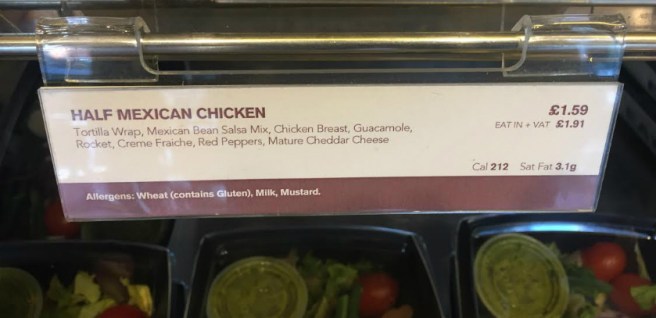 HALF MEXICAN CHICKEN
£1.59
Tortilla Wrap, Mexican Bean Salsa Mix, Chicken Breast, Guacamole,
EAT IN + VAT £1.91
Rocket, Creme Fraiche, Red Peppers, Mature Cheddar Cheese
Cal 212 Sat Fat 3.1g
Allergens: Wheat (contains Gluten), Milk, Mustard.